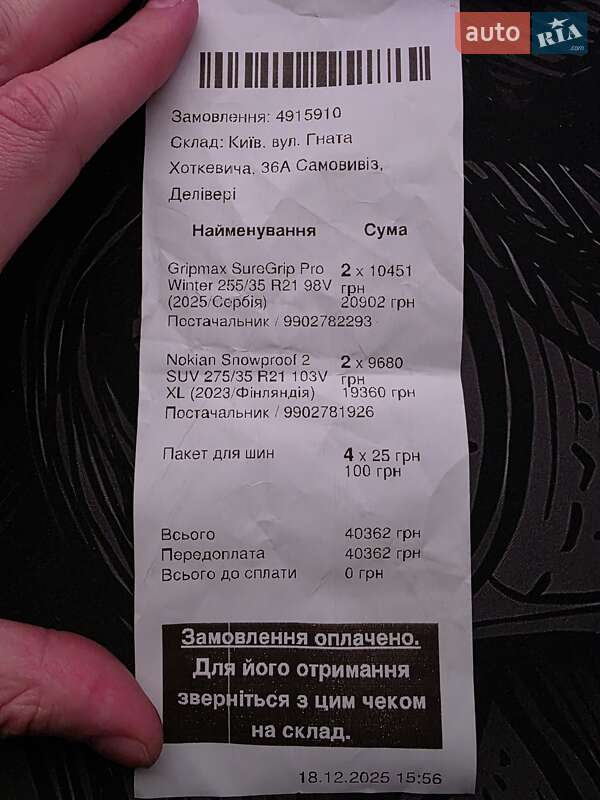 auto RIA .com
Замовлення: 4915910
Склад: Київ. вул. Гната
Хоткевича, 36А Самовивіз,
Делівері
Найменування Сума
Gripmax SureGrip Pro 2 x 10451
Winter 255/35 R21 98V грн
(2025/Сербія) 20902 грн
Постачальник / 9902782293
Nokian Snowproof 2 2 x 9680
SUV 275/35 R21 103V грн
XL (2023/Фінляндія) 19360 грн
Постачальник / 9902781926
Пакет для шин 4 x 25 грн
100 грн
Всього 40362 грн
Передоплата 40362 грн
Всього до сплати 0 грн
Замовлення оплачено.
Для його отримання
зверніться з цим чеком
на склад.
18.12.2025 15:56